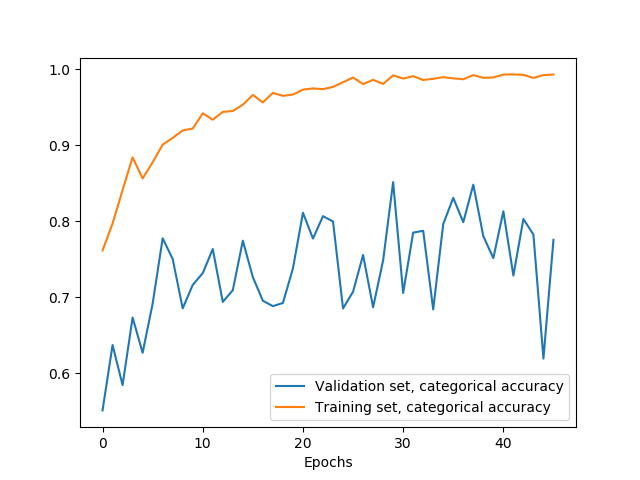 1.0
0.9
0.8
0.7
0.6
Validation set, categorical accuracy
Training set, categorical accuracy
0 10 20 30 40
Epochs